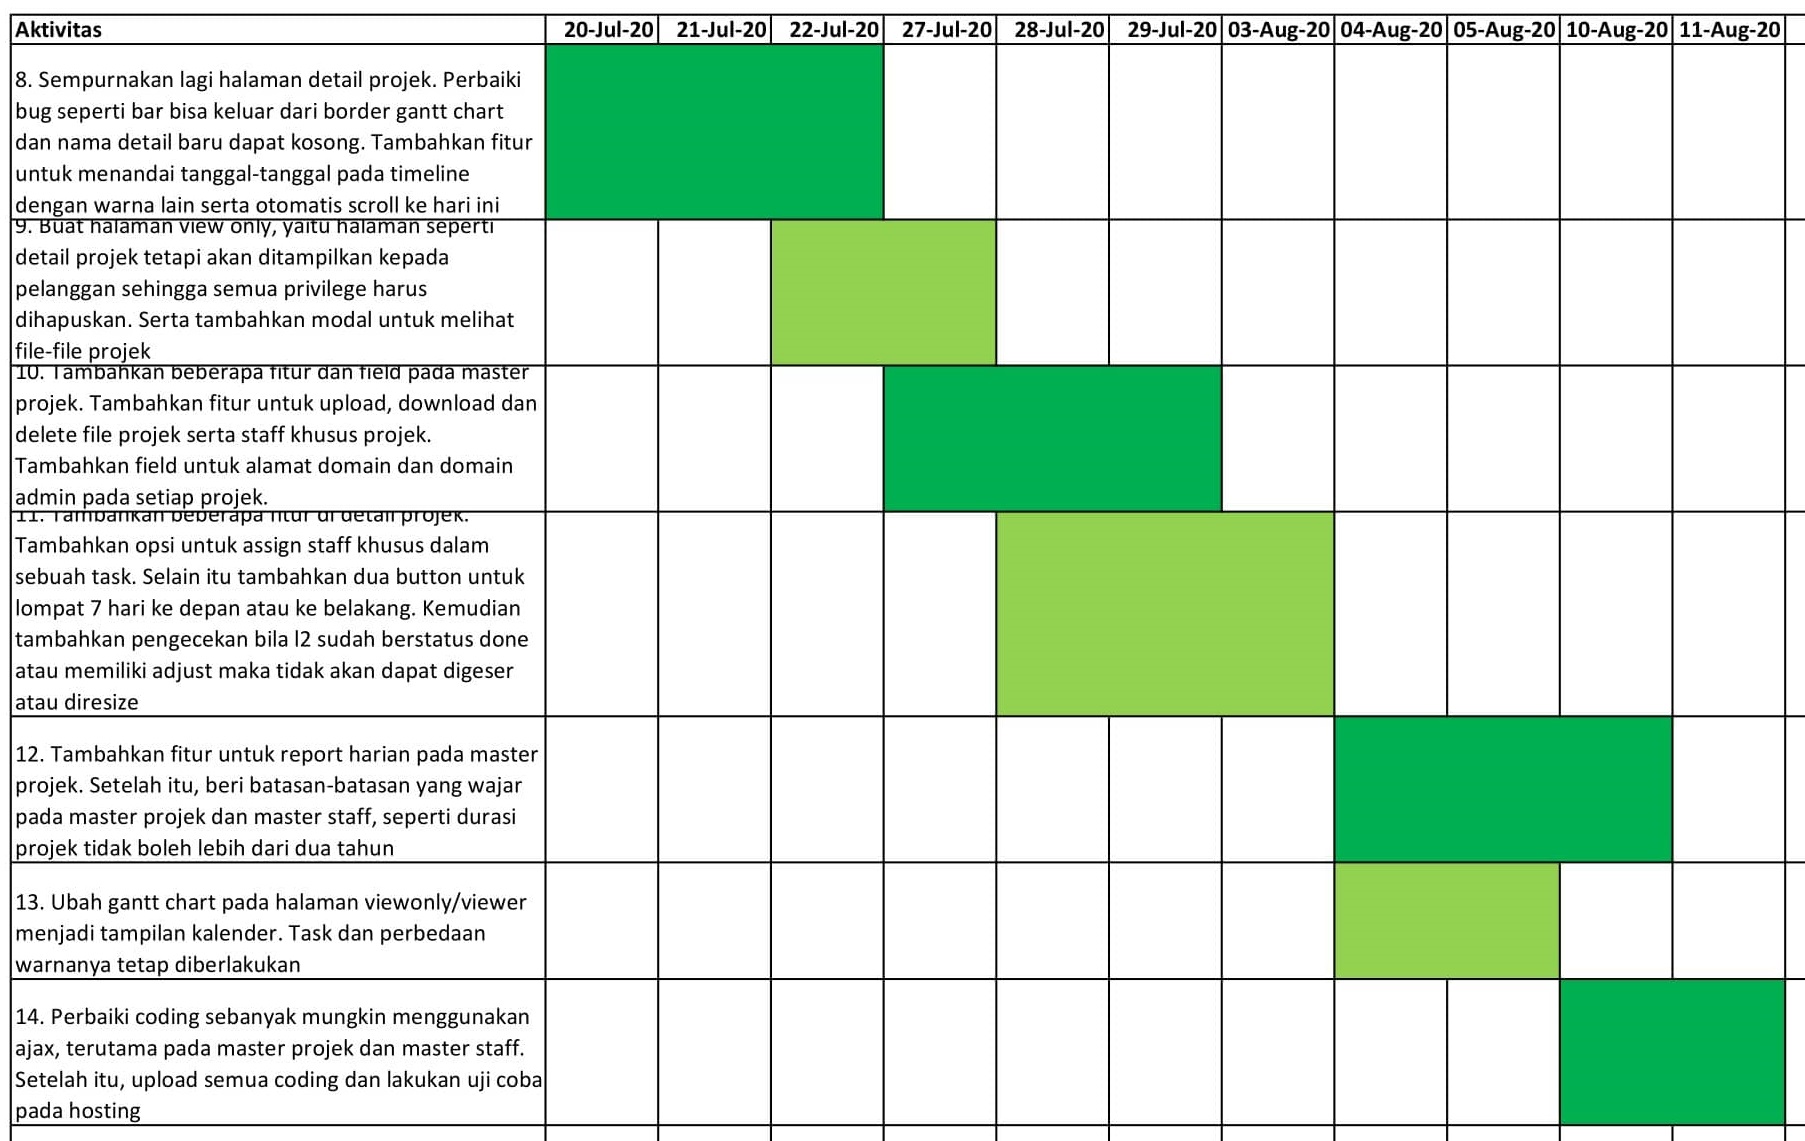 Aktivitas 20-Jul-20 21-Jul-20 22-Jul-20 27-Jul-20 28-Jul-20 29-Jul-20 03-Aug-20 04-Aug-20 05-Aug-20 10-Aug-20 11-Aug-20
8. Sempurnakan lagi halaman detail projek. Perbaiki
bug seperti bar bisa keluar dari border gantt chart
dan nama detail baru dapat kosong. Tambahkan fitur
untuk menandai tanggal-tanggal pada timeline
dengan warna lain serta otomatis scroll ke hari ini
9. Buat halaman view only, yaitu halaman seperti
detail projek tetapi akan ditampilkan kepada
pelanggan sehingga semua privilege harus
dihapuskan. Serta tambahkan modal untuk melihat
file-file projek
10. Tambahkan beberapa fitur dan field pada master
projek. Tambahkan fitur untuk upload, download dan
delete file projek serta staff khusus projek.
Tambahkan field untuk alamat domain dan domain
admin pada setiap projek.
11. Tambahkan beberapa fitur di detail projek.
Tambahkan opsi untuk assign staff khusus dalam
sebuah task. Selain itu tambahkan dua button untuk
lompat 7 hari ke depan atau ke belakang. Kemudian
tambahkan pengecekan bila l2 sudah berstatus done
atau memiliki adjust maka tidak akan dapat digeser
atau diresize
12. Tambahkan fitur untuk report harian pada master
projek. Setelah itu, beri batasan-batasan yang wajar
pada master projek dan master staff, seperti durasi
projek tidak boleh lebih dari dua tahun
13. Ubah gantt chart pada halaman viewonly/viewer
menjadi tampilan kalender. Task dan perbedaan
warnanya tetap diberlakukan
14. Perbaiki coding sebanyak mungkin menggunakan
ajax, terutama pada master projek dan master staff.
Setelah itu, upload semua coding dan lakukan uji coba
pada hosting